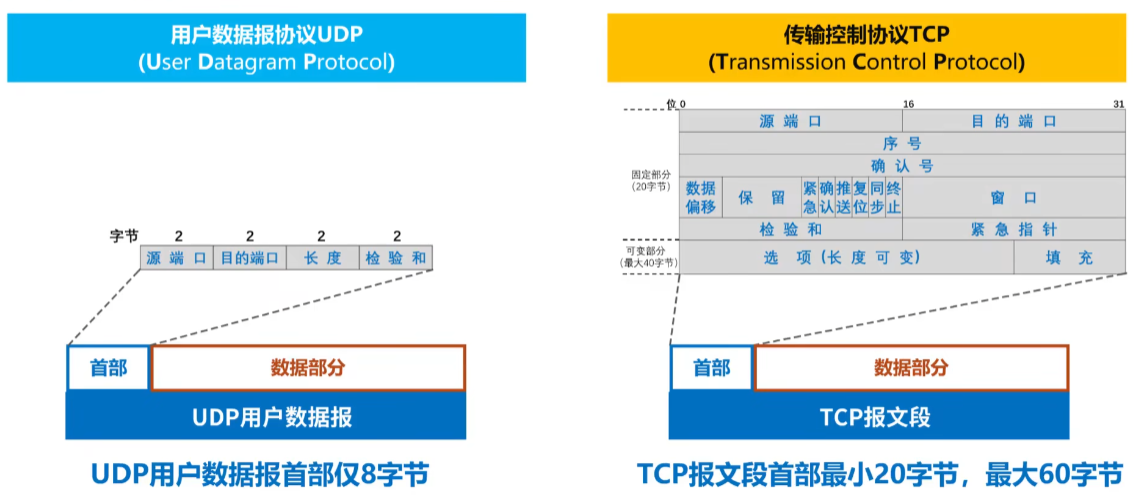 用户数据报协议UDP
(User Datagram Protocol)
字节 2 2 2 2
源端口 目的端口 长度 检验和
首部 数据部分
UDP用户数据报
UDP用户数据报首部仅8字节
传输控制协议TCP
(Transmission Control Protocol)
位 0 16 31
源端口 目的端口
序号
确认号
固定部分
(20字节)
数据偏移 保留 紧急 确认 推送 复位 同步 终止 窗口
检验和 紧急指针
可变部分
(最大40字节)
选项(长度可变) 填充
首部 数据部分
TCP报文段
TCP报文段首部最小20字节，最大60字节